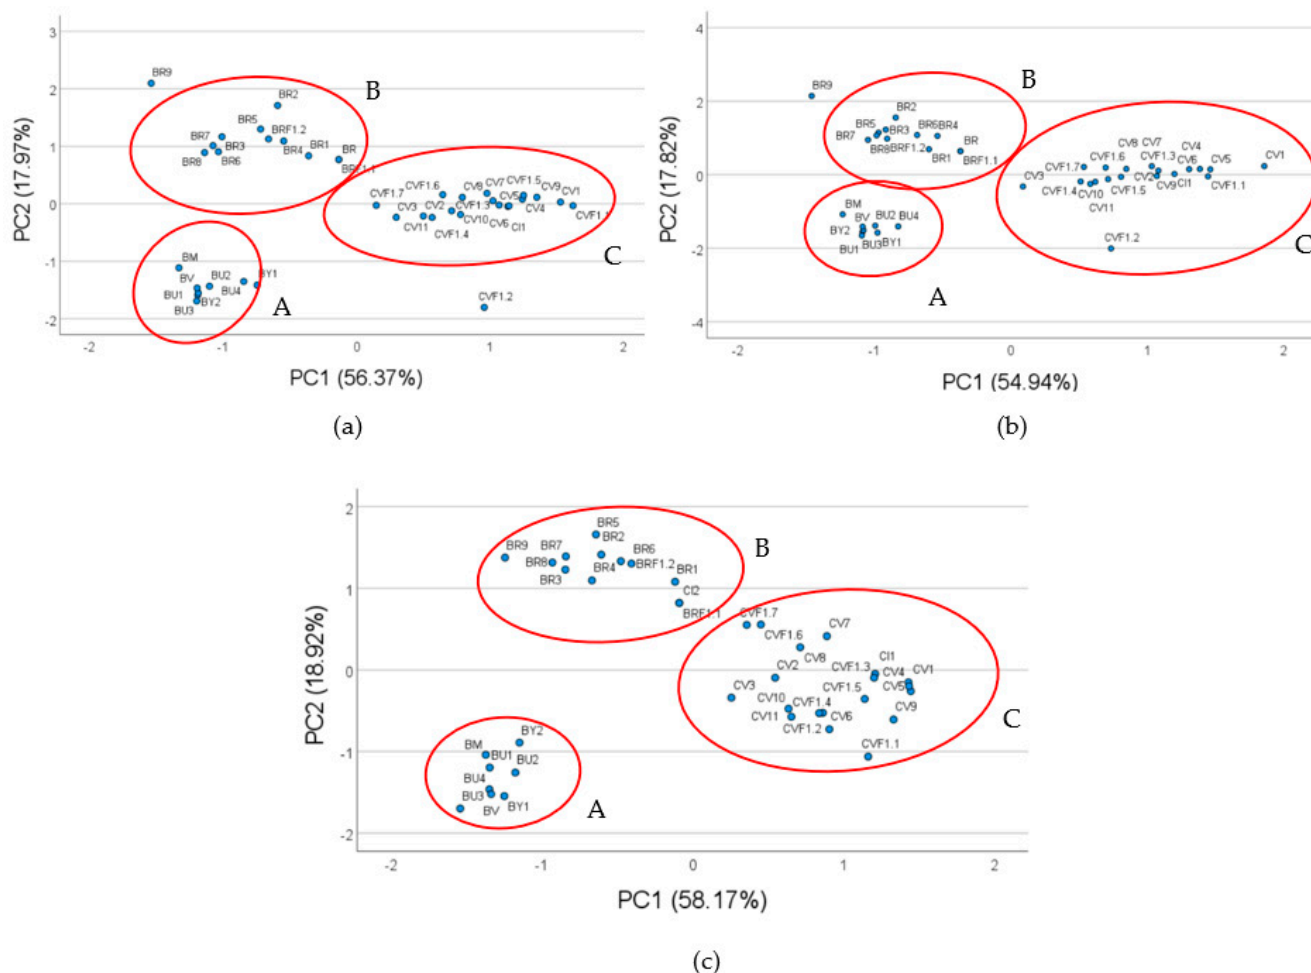 3
2
1
0
-1
-2
-2
-1
0
1
2
PC2 (17.97%)
PC1 (56.37%)
BR9
BR2
B
BR5
BRF1.2
BR7
BR3
BR4
BR1
BR
BR8
BR6
BRF1.1
CVF1.7
CVF1.6
CV8
CV7
CVF1.5
CV9
CV1
CV3
CV2
CVF1.3
CV5
CV4
CVF1.1
CV11
CVF1.4
CV10
CV6
CI1
C
BM
BV
BU2
BY1
BU1
BU4
BU3
BY2
A
CVF1.2
(a)
4
2
0
-2
-4
-2
-1
0
1
2
PC2 (17.82%)
PC1 (54.94%)
BR9
BR2
B
BR5
BR3
BR6
BR4
BR7
BR8
BRF1.2
BR1
BR
BRF1.1
CV8
CV7
CV4
CVF1.7
CVF1.6
CVF1.3
CV6
CV5
CV1
CV3
CV2
CVF1.4
CV10
CVF1.5
CV9
CI1
CVF1.1
CV11
CVF1.2
C
BM
BV
BU2
BU4
BY2
BU1
BU3
BY1
A
(b)
2
1
0
-1
-2
-2
-1
0
1
2
PC2 (18.92%)
PC1 (58.17%)
BR5
BR9
BR7
BR2
BR6
B
BR8
BRF1.2
BR3
BR4
BR1
CI2
BRF1.1
CVF1.7
CV7
CVF1.6
CV8
CI1
CV2
CVF1.3
CV4
CV1
CV3
CVF1.5
CV5
CV10
CVF1.4
CV9
CV11
CV6
CVF1.2
CVF1.1
C
BY2
BM
BU1
BU2
BU4
BU3
BV
BY1
A
(c)